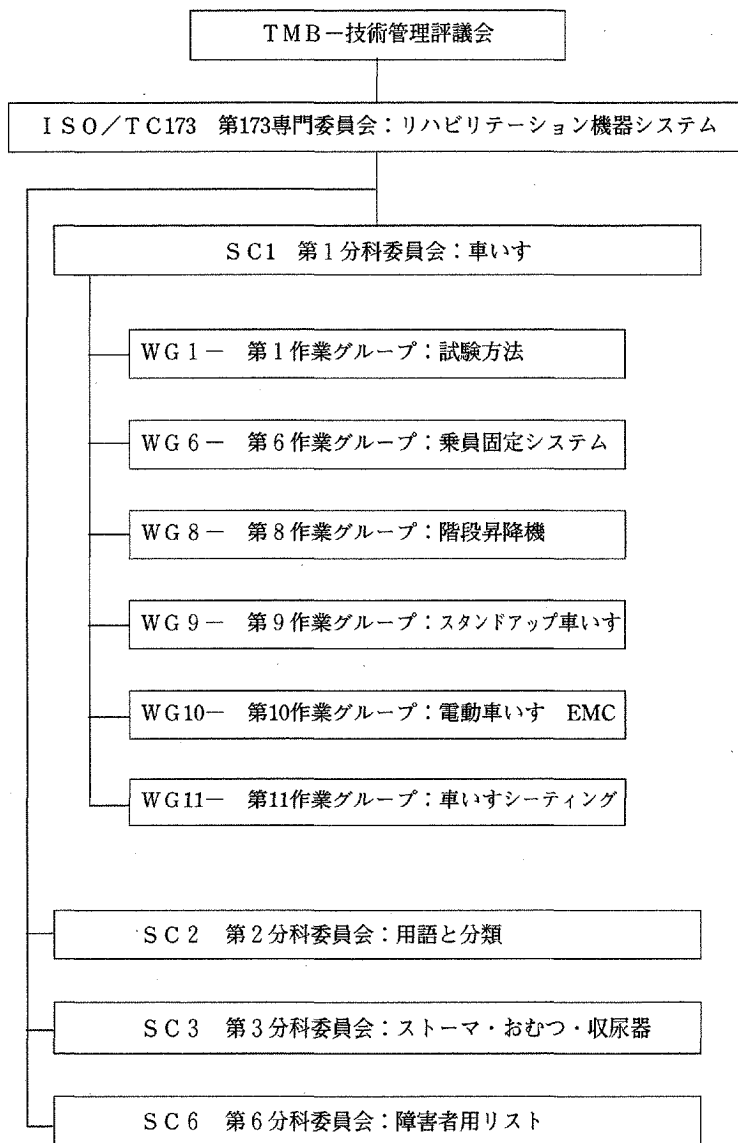 TMB－技術管理評議会
ISO／TC173　第173専門委員会：リハビリテーション機器システム
SC1　第1分科委員会：車いす
WG1－　第1作業グループ：試験方法
WG6－　第6作業グループ：乗員固定システム
WG8－　第8作業グループ：階段昇降機
WG9－　第9作業グループ：スタンドアップ車いす
WG10－　第10作業グループ：電動車いす　EMC
WG11－　第11作業グループ：車いすシーティング
SC2　第2分科委員会：用語と分類
SC3　第3分科委員会：ストーマ・おむつ・収尿器
SC6　第6分科委員会：障害者用リスト